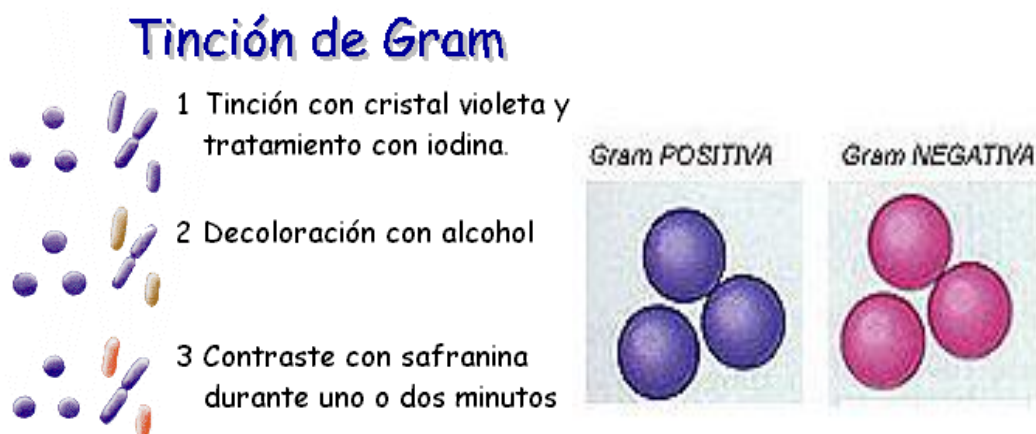 Tinción de Gram
1 Tinción con cristal violeta y
tratamiento con iodina.
2 Decoloración con alcohol
3 Contraste con safranina
durante uno o dos minutos
Gram POSITIVA
Gram NEGATIVA